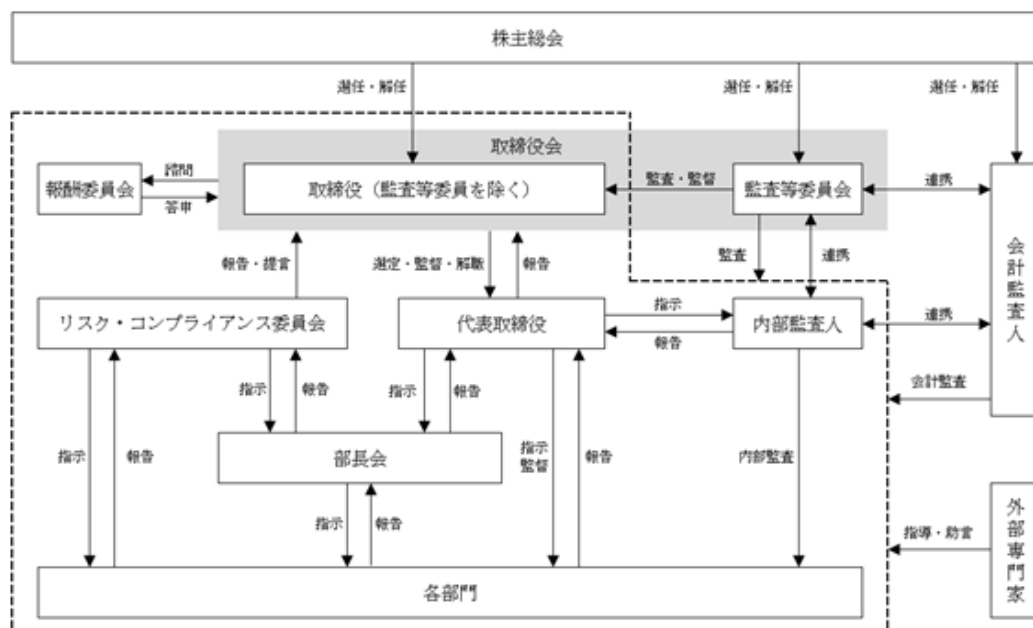 株主総会
選任・解任
選任・解任
選任・解任
取締役会
報酬委員会
諮問
答申
取締役(監査等委員を除く)
監査・監督
監査等委員会
連携
会計監査人
報告・提言
選定・監督・解職
報告
監査
連携
リスク・コンプライアンス委員会
代表取締役
指示
報告
内部監査人
連携
指示
報告
指示
報告
会計監査
部長会
指示
報告
指示
監督
報告
内部監査
指示
報告
外部専門家
指導・助言
各部門